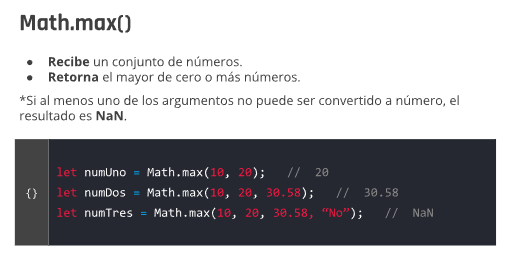 Math.max()
● Recibe un conjunto de números.
● Retorna el mayor de cero o más números.
*Si al menos uno de los argumentos no puede ser convertido a número, el
resultado es NaN.
{}
let numUno = Math.max(10, 20); // 20
let numDos = Math.max(10, 20, 30.58); // 30.58
let numTres = Math.max(10, 20, 30.58, “No”); // NaN